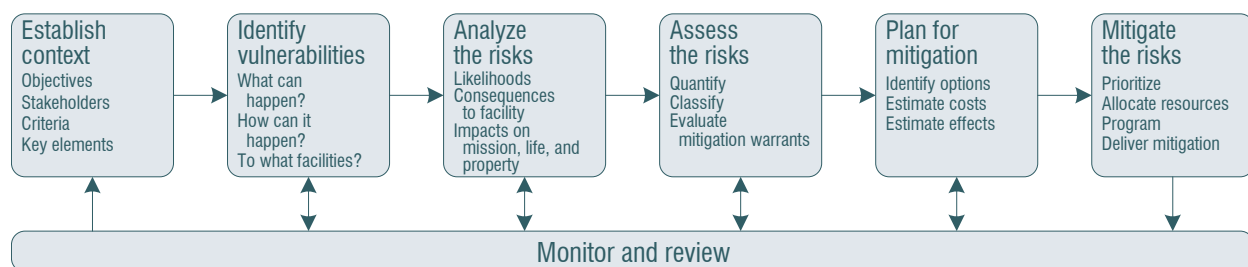 Establish
context
Objectives
Stakeholders
Criteria
Key elements
Identify
vulnerabilities
What can
happen?
How can it
happen?
To what facilities?
Analyze
the risks
Likelihoods
Consequences
to facility
Impacts on
mission, life, and
property
Assess
the risks
Quantify
Classify
Evaluate
mitigation warrants
Plan for
mitigation
Identify options
Estimate costs
Estimate effects
Mitigate
the risks
Prioritize
Allocate resources
Program
Deliver mitigation
Monitor and review